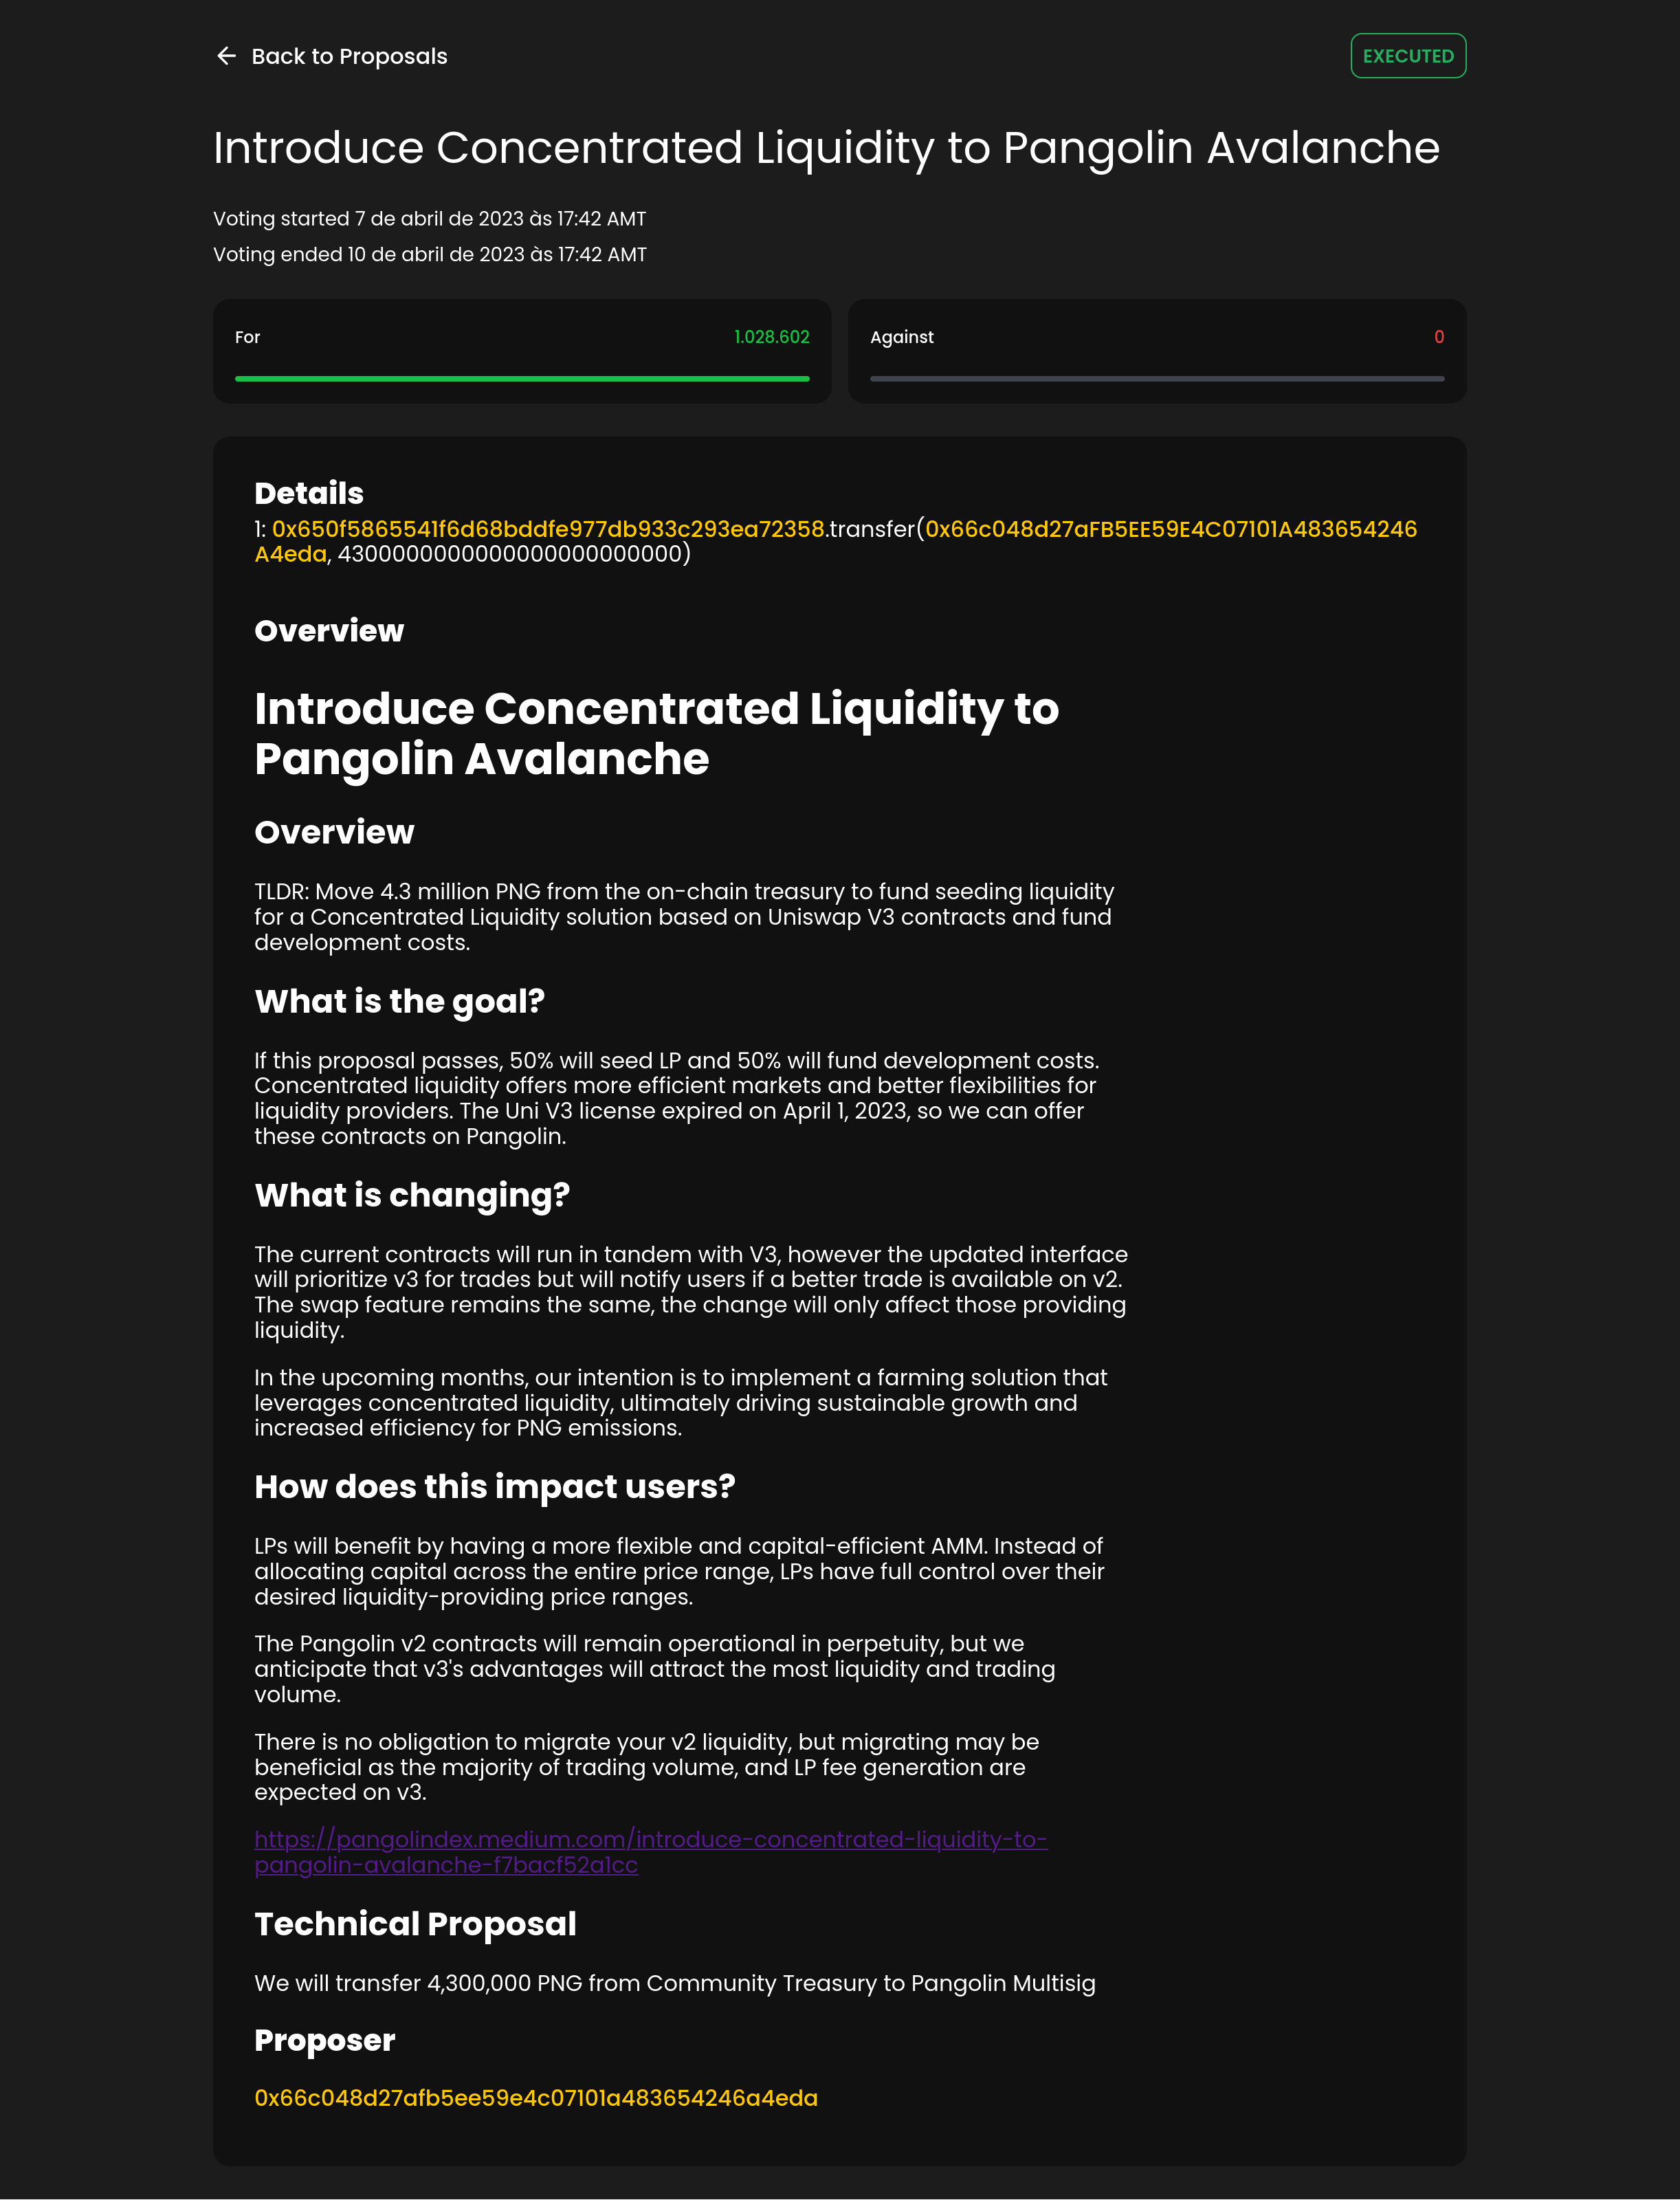 Back to Proposals
EXECUTED
Introduce Concentrated Liquidity to Pangolin Avalanche
Voting started 7 de abril de 2023 às 17:42 AMT
Voting ended 10 de abril de 2023 às 17:42 AMT
For 1.028.602
Against 0
Details
1: 0x650f5865541f6d68bddfe977db933c293ea72358.transfer(0x66c048d27aFB5EE59E4C07101A483654246
A4eda, 4300000000000000000000000)
Overview
Introduce Concentrated Liquidity to
Pangolin Avalanche
Overview
TLDR: Move 4.3 million PNG from the on-chain treasury to fund seeding liquidity
for a Concentrated Liquidity solution based on Uniswap V3 contracts and fund
development costs.
What is the goal?
If this proposal passes, 50% will seed LP and 50% will fund development costs.
Concentrated liquidity offers more efficient markets and better flexibilities for
liquidity providers. The Uni V3 license expired on April 1, 2023, so we can offer
these contracts on Pangolin.
What is changing?
The current contracts will run in tandem with V3, however the updated interface
will prioritize v3 for trades but will notify users if a better trade is available on v2.
The swap feature remains the same, the change will only affect those providing
liquidity.
In the upcoming months, our intention is to implement a farming solution that
leverages concentrated liquidity, ultimately driving sustainable growth and
increased efficiency for PNG emissions.
How does this impact users?
LPs will benefit by having a more flexible and capital-efficient AMM. Instead of
allocating capital across the entire price range, LPs have full control over their
desired liquidity-providing price ranges.
The Pangolin v2 contracts will remain operational in perpetuity, but we
anticipate that v3's advantages will attract the most liquidity and trading
volume.
There is no obligation to migrate your v2 liquidity, but migrating may be
beneficial as the majority of trading volume, and LP fee generation are
expected on v3.
https://pangolindex.medium.com/introduce-concentrated-liquidity-to-
pangolin-avalanche-f7bacf52a1cc
Technical Proposal
We will transfer 4,300,000 PNG from Community Treasury to Pangolin Multisig
Proposer
0x66c048d27afb5ee59e4c07101a483654246a4eda